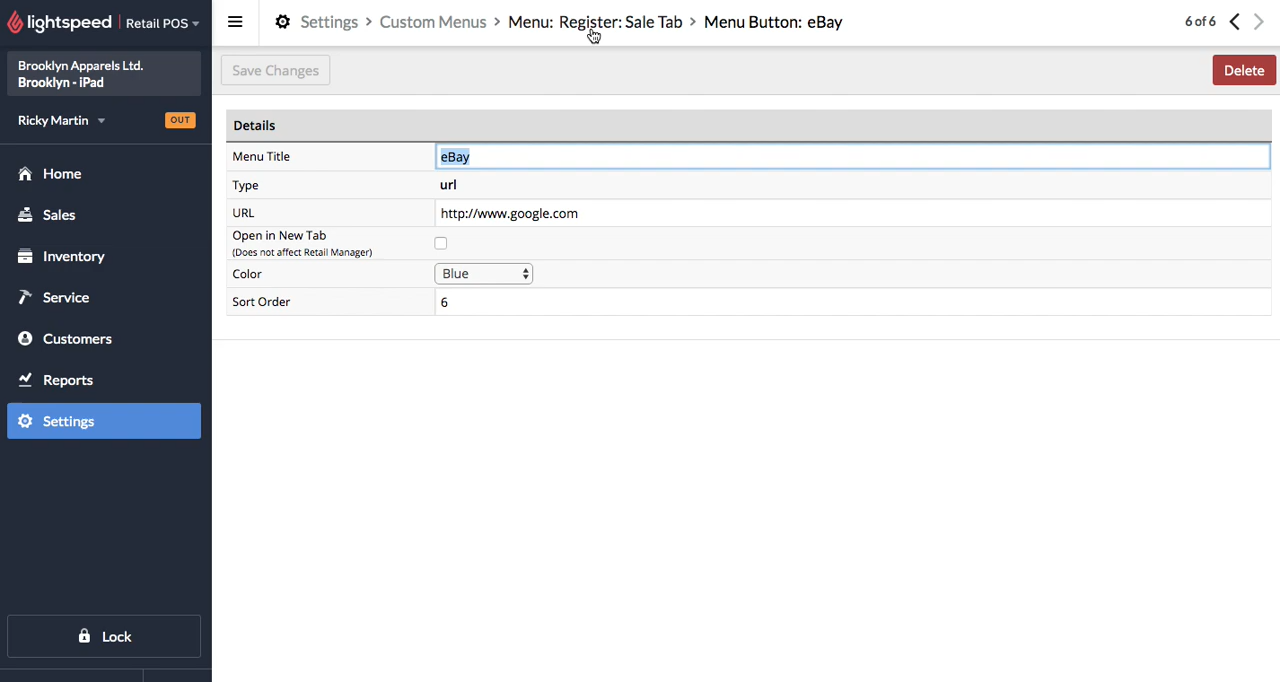 lightspeed | Retail POS
Settings > Custom Menus > Menu: Register: Sale Tab > Menu Button: eBay
6 of 6
Brooklyn Apparels Ltd.
Brooklyn - iPad
Ricky Martin
OUT
Home
Sales
Inventory
Service
Customers
Reports
Settings
Lock
Save Changes
Delete
Details
Menu Title
eBay
Type
url
URL
http://www.google.com
Open in New Tab
(Does not affect Retail Manager)
Color
Blue
Sort Order
6